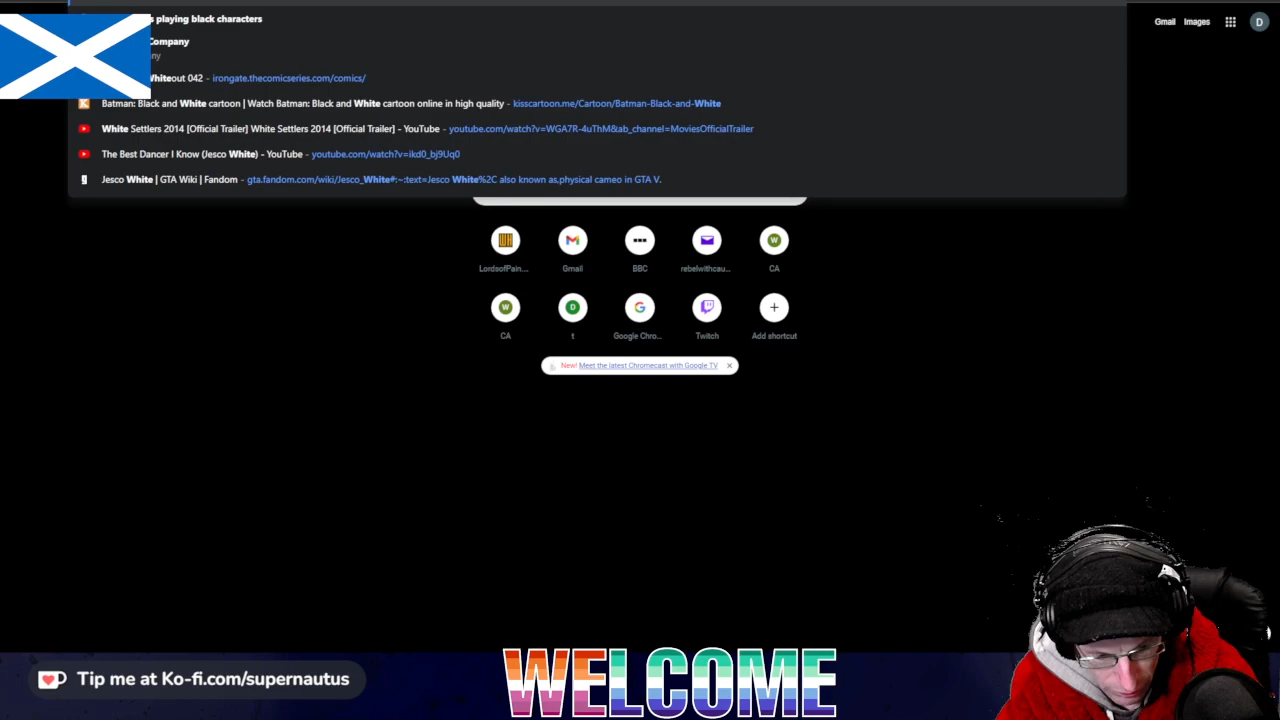 s playing black characters
Company
ny
Whiteout 042 - irongate.thecomicseries.com/comics/
Batman: Black and White cartoon | Watch Batman: Black and White cartoon online in high quality - kisscartoon.me/Cartoon/Batman-Black-and-White
White Settlers 2014 [Official Trailer] White Settlers 2014 [Official Trailer] - YouTube - youtube.com/watch?v=WGA7R-4uThM&ab_channel=MoviesOfficialTrailer
The Best Dancer I Know (Jesco White) - YouTube - youtube.com/watch?v=ikd0_bj9Uq0
Jesco White | GTA Wiki | Fandom - gta.fandom.com/wiki/Jesco_White#:~:text=Jesco White%2C also known as,physical cameo in GTA V.
Gmail Images D
LordsofPain... Gmail BBC rebelwithcau... CA
CA t Google Chro... Twitch Add shortcut
New! Meet the latest Chromecast with Google TV
WELCOME
Tip me at Ko-fi.com/supernautus